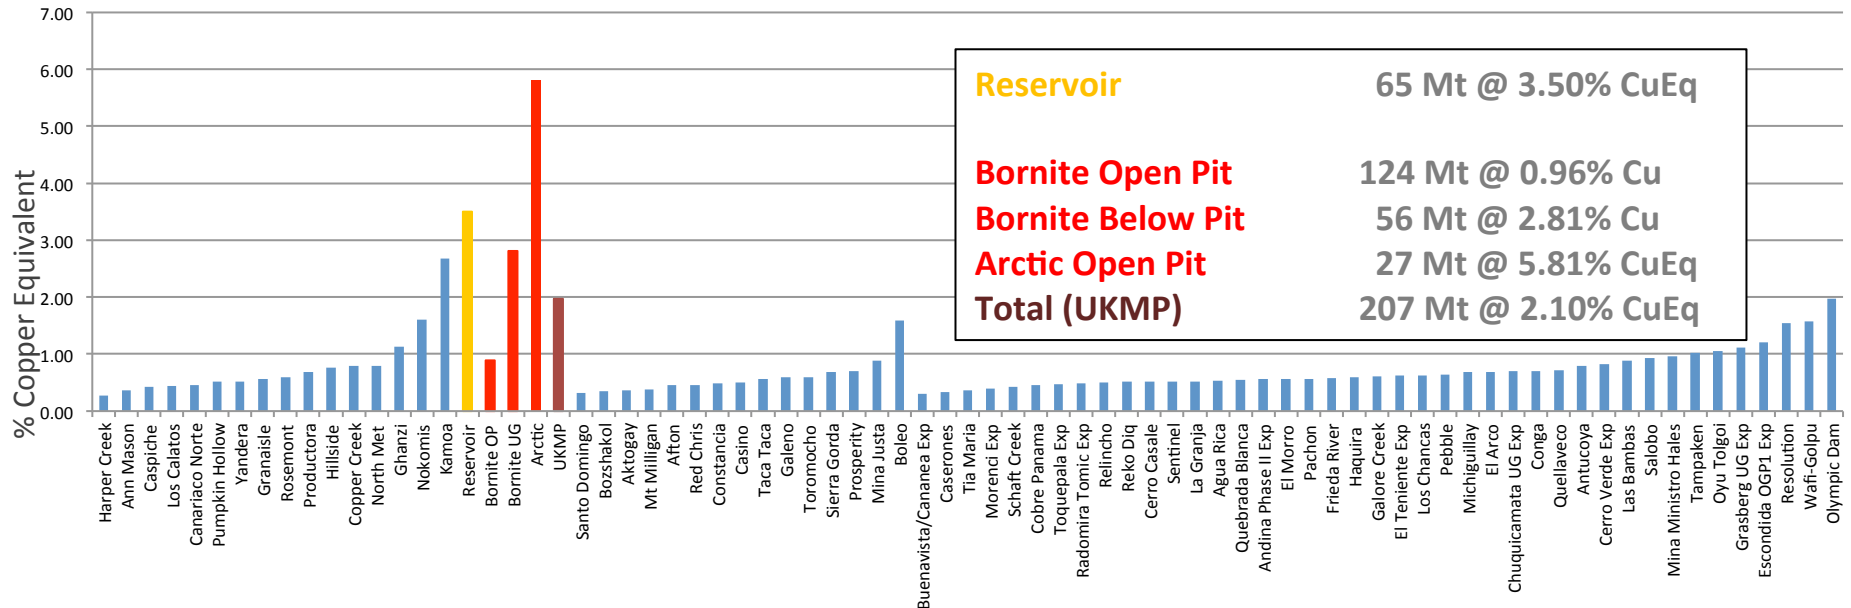 7.00
6.00
5.00
4.00
3.00
2.00
1.00
0.00
% Copper Equivalent
Reservoir 65 Mt @ 3.50% CuEq
Bornite Open Pit 124 Mt @ 0.96% Cu
Bornite Below Pit 56 Mt @ 2.81% Cu
Arctic Open Pit 27 Mt @ 5.81% CuEq
Total (UKMP) 207 Mt @ 2.10% CuEq
Harper Creek
Ann Mason
Caspiche
Los Calatos
Canariaco Norte
Pumpkin Hollow
Yandera
Granaisle
Rosemont
Productora
Hillside
Copper Creek
North Met
Ghanzi
Nokomis
Kamoa
Reservoir
Bornite OP
Bornite UG
Arctic
UKMP
Santo Domingo
Bozshakol
Aktogay
Mt Milligan
Afton
Red Chris
Constancia
Casino
Taca Taca
Galeno
Toromocho
Sierra Gorda
Prosperity
Mina Justa
Boleo
Buenavista/Cananea Exp
Caserones
Tia Maria
Morenci Exp
Schaft Creek
Cobre Panama
Toquepala Exp
Radomira Tomic Exp
Relincho
Reko Diq
Cerro Casale
Sentinel
La Granja
Agua Rica
Quebrada Blanca
Andina Phase II Exp
El Morro
Pachon
Frieda River
Haquira
Galore Creek
El Teniente Exp
Los Chancas
Pebble
Michiguillay
El Arco
Chuquicamata UG Exp
Conga
Quellaveco
Antucoya
Cerro Verde Exp
Las Bambas
Salobo
Mina Ministro Hales
Tampaken
Oyu Tolgoi
Grasberg UG Exp
Escondida OGP1 Exp
Resolution
Wafi-Golpu
Olympic Dam